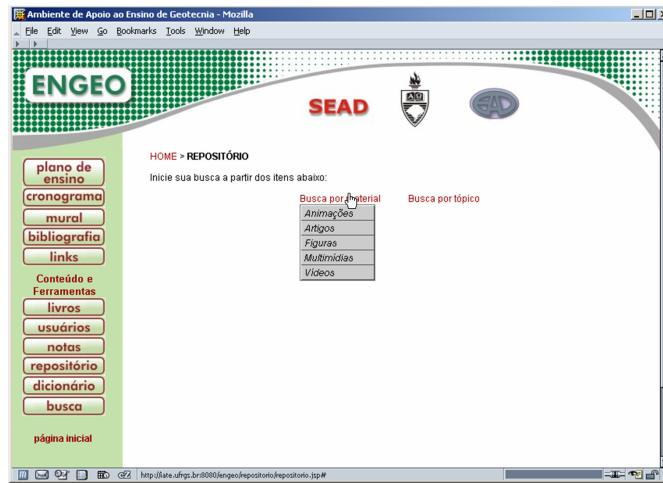 Ambiente de Apoio ao Ensino de Geotecnia - Mozilla
File Edit View Go Bookmarks Tools Window Help
ENGEO
SEAD
EAD
HOME > REPOSITÓRIO
Inicie sua busca a partir dos itens abaixo:
Busca por material Busca por tópico
Animações
Artigos
Figuras
Multimídias
Vídeos
plano de
ensino
cronograma
mural
bibliografia
links
Conteúdo e
Ferramentas
livros
usuários
notas
repositório
dicionário
busca
página inicial
http://late.ufrgs.br:8080/engeo/repositorio/repositorio.jsp#